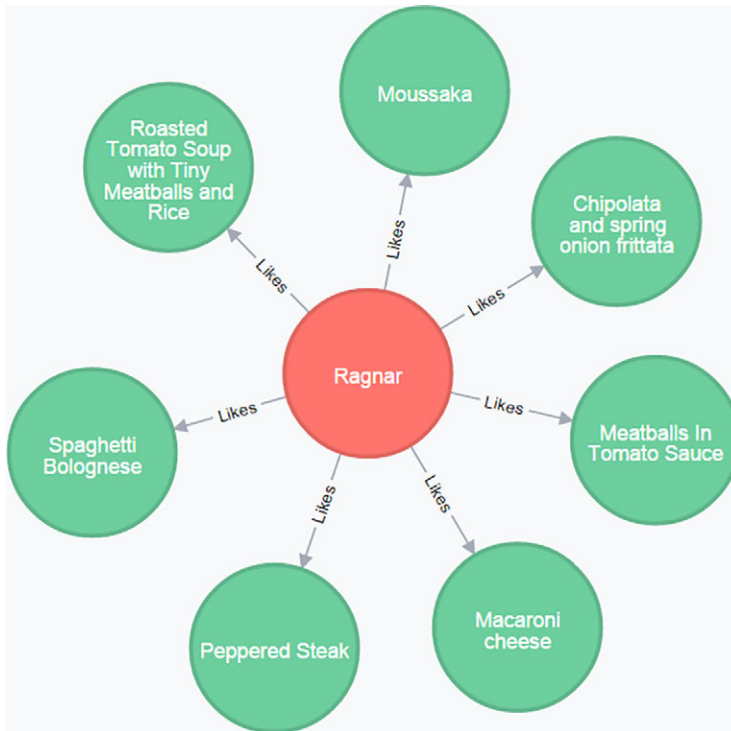 Moussaka
Roasted
Tomato Soup
with Tiny
Meatballs and
Rice
Chipolata
and spring
onion frittata
Likes
Likes
Likes
Ragnar
Likes
Likes
Meatballs In
Tomato Sauce
Spaghetti
Bolognese
Likes
Likes
Macaroni
cheese
Peppered Steak